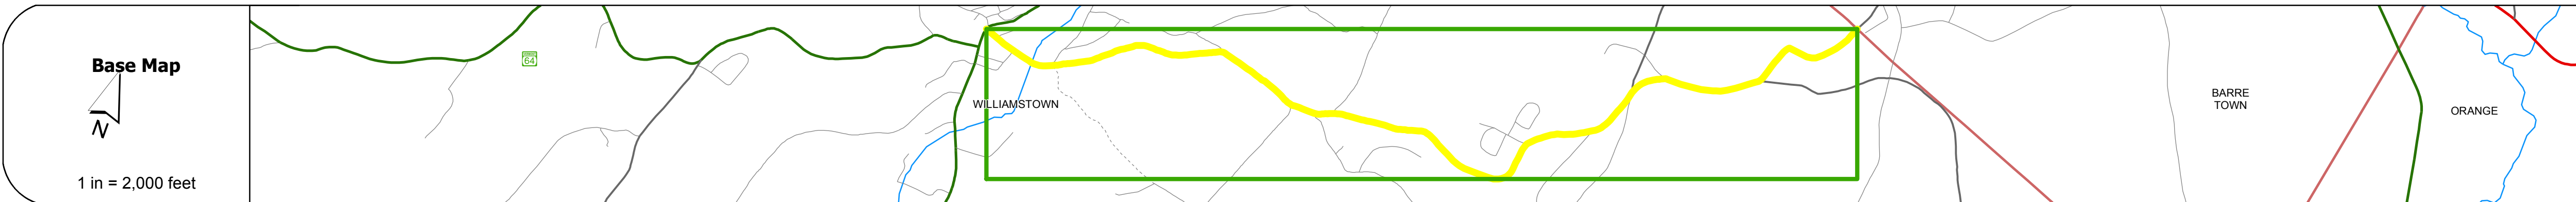 Base Map
N
1 in = 2,000 feet
64
WILLIAMSTOWN
BARRE
TOWN
ORANGE